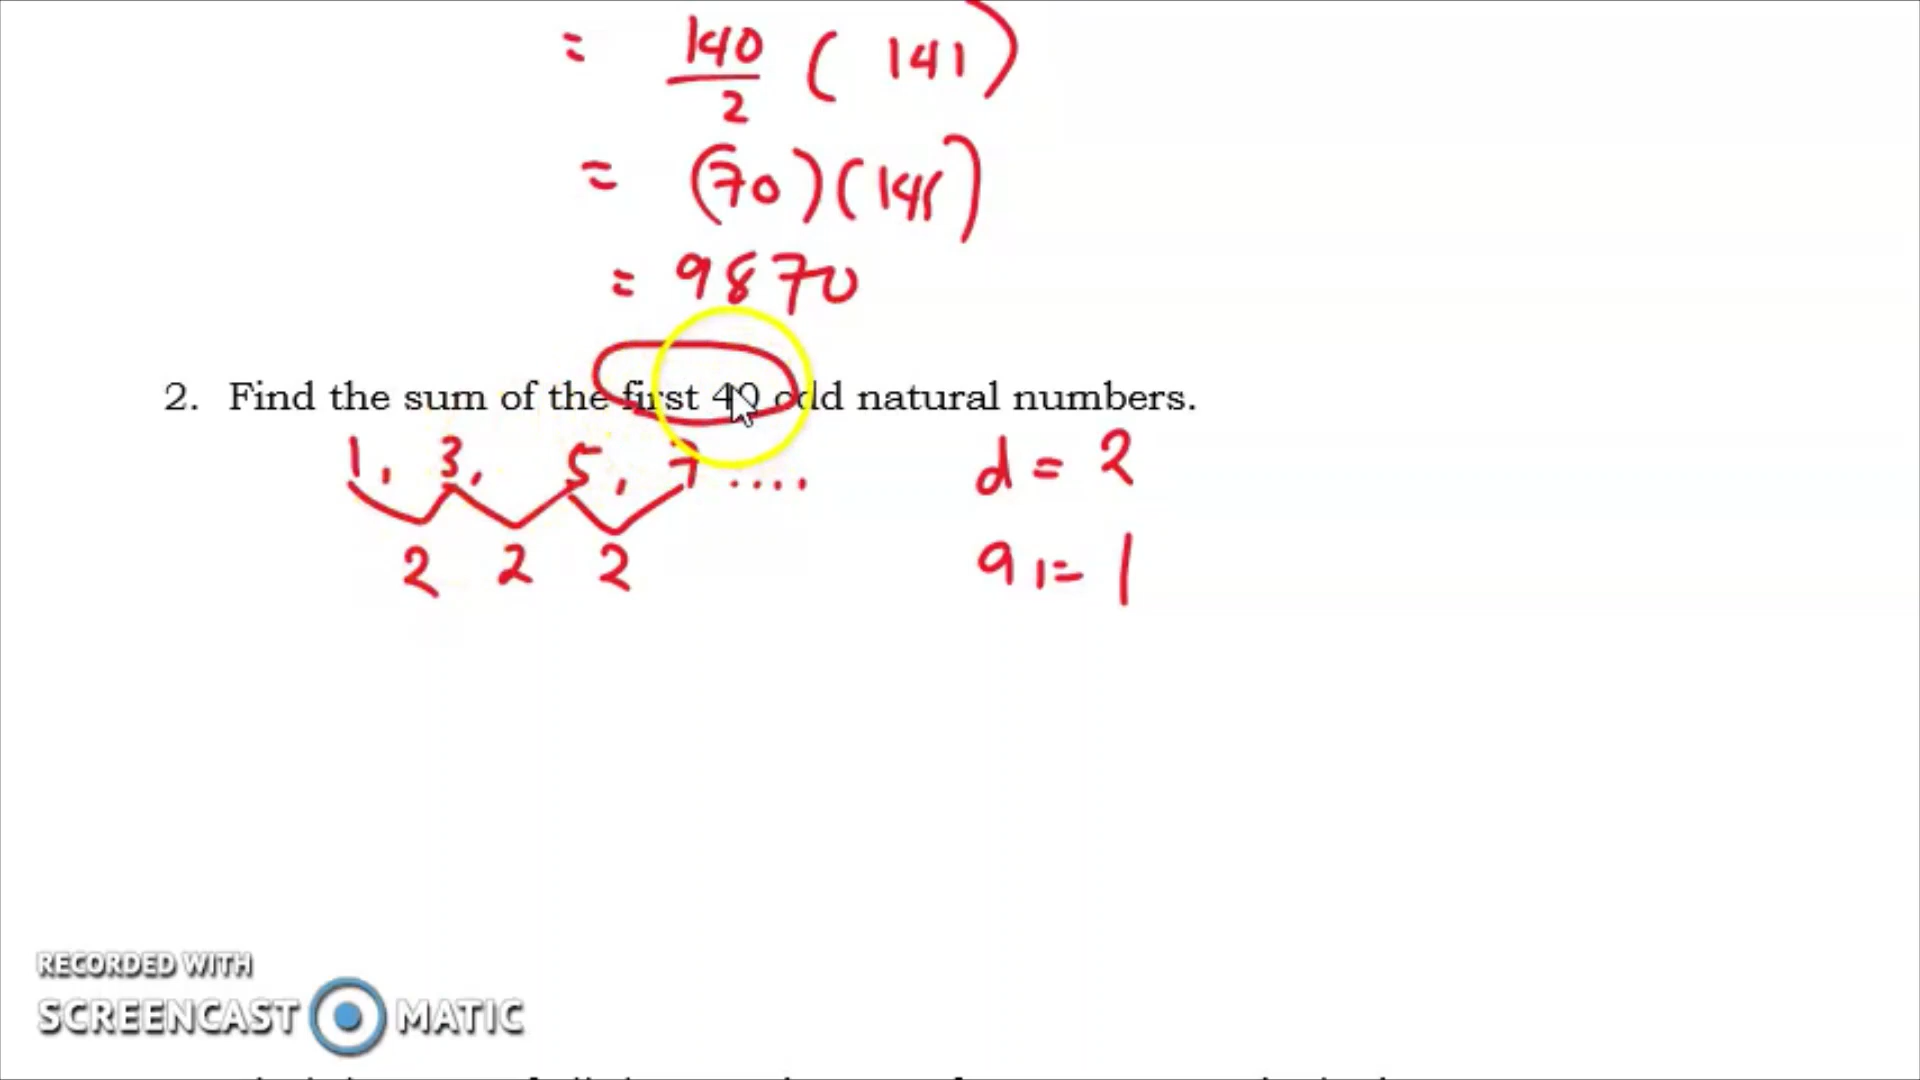 = 140/2 ( 141 )
= (70)(141)
= 9870
2. Find the sum of the first 40 odd natural numbers.
1, 3, 5, 7 ....
d = 2
2 2 2
a1 = 1
RECORDED WITH
SCREENCAST MATIC